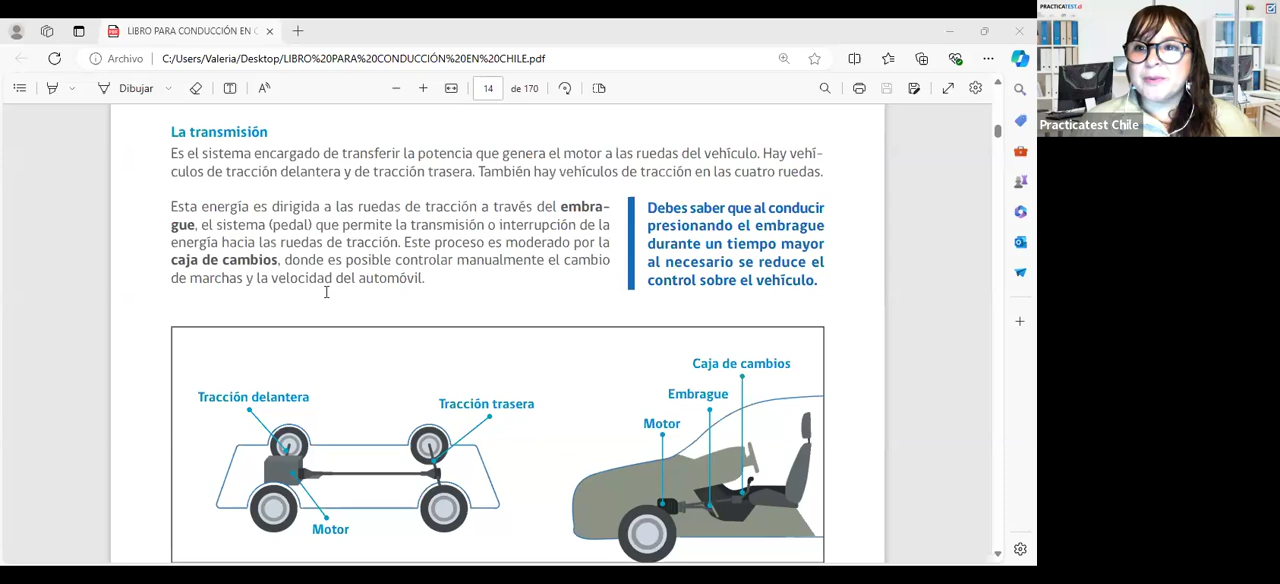 LIBRO PARA CONDUCCIÓN EN C
Archivo
C:/Users/Valeria/Desktop/LIBRO%20PARA%20CONDUCCIÓN%20EN%20CHILE.pdf
Dibujar
14
de 170
PRACTICATEST.cl
Practicatest Chile
La transmisión
Es el sistema encargado de transferir la potencia que genera el motor a las ruedas del vehículo. Hay vehí-
culos de tracción delantera y de tracción trasera. También hay vehículos de tracción en las cuatro ruedas.
Esta energía es dirigida a las ruedas de tracción a través del embra-
gue, el sistema (pedal) que permite la transmisión o interrupción de la
energía hacia las ruedas de tracción. Este proceso es moderado por la
caja de cambios, donde es posible controlar manualmente el cambio
de marchas y la velocidad del automóvil.
Debes saber que al conducir
presionando el embrague
durante un tiempo mayor
al necesario se reduce el
control sobre el vehículo.
Tracción delantera
Tracción trasera
Motor
Caja de cambios
Embrague
Motor